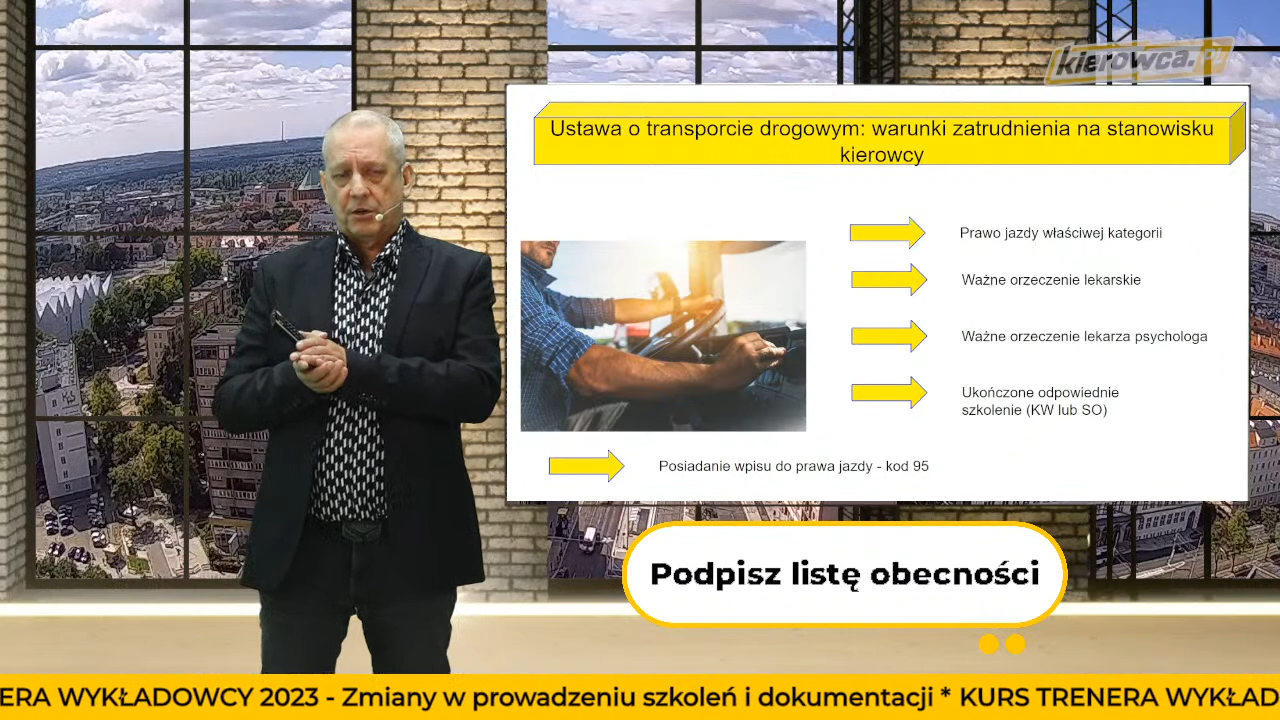 kierowca.PL
Ustawa o transporcie drogowym: warunki zatrudnienia na stanowisku
kierowcy
Prawo jazdy właściwej kategorii
Ważne orzeczenie lekarskie
Ważne orzeczenie lekarza psychologa
Ukończone odpowiednie
szkolenie (KW lub SO)
Posiadanie wpisu do prawa jazdy - kod 95
Podpisz listę obecności
ERA WYKŁADOWCY 2023 - Zmiany w prowadzeniu szkoleń i dokumentacji * KURS TRENERA WYKŁAD